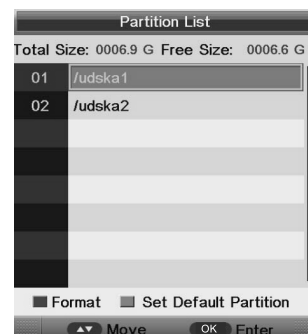 Partition List
Total Size: 0006.9 G Free Size: 0006.6 G
01 /udska1
02 /udska2
Format Set Default Partition
Move OK Enter